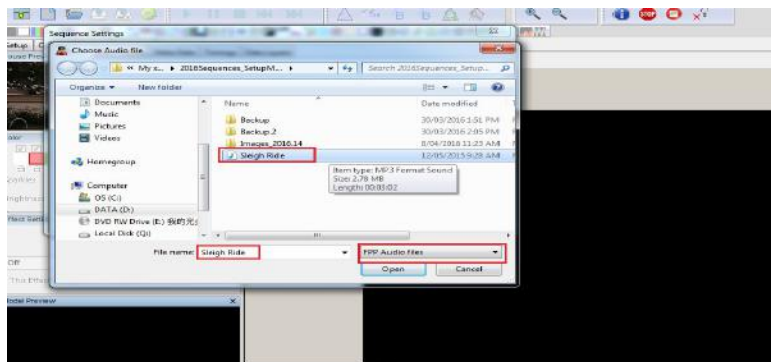 Sequence Settings
Choose Audio file
« My s... ▸ 2016Sequences_SetupM... ▸
Search 2016Sequences_Setup...
Organize ▾ New folder
Documents
Music
Pictures
Videos
Homegroup
Computer
OS (C:)
DATA (D:)
DVD RW Drive (E:) 我的光
Local Disk (Q:)
Name Date modified
Backup 30/03/2016 1:51 PM
Backup.2 30/03/2016 2:05 PM
Images_2016.14 8/04/2016 11:23 AM
Sleigh Ride 12/05/2015 9:28 AM
Item type: MP3 Format Sound
Size: 2.78 MB
Length: 00:03:02
File name: Sleigh Ride
FPP Audio files
Open Cancel
Off
Model Preview
STOP